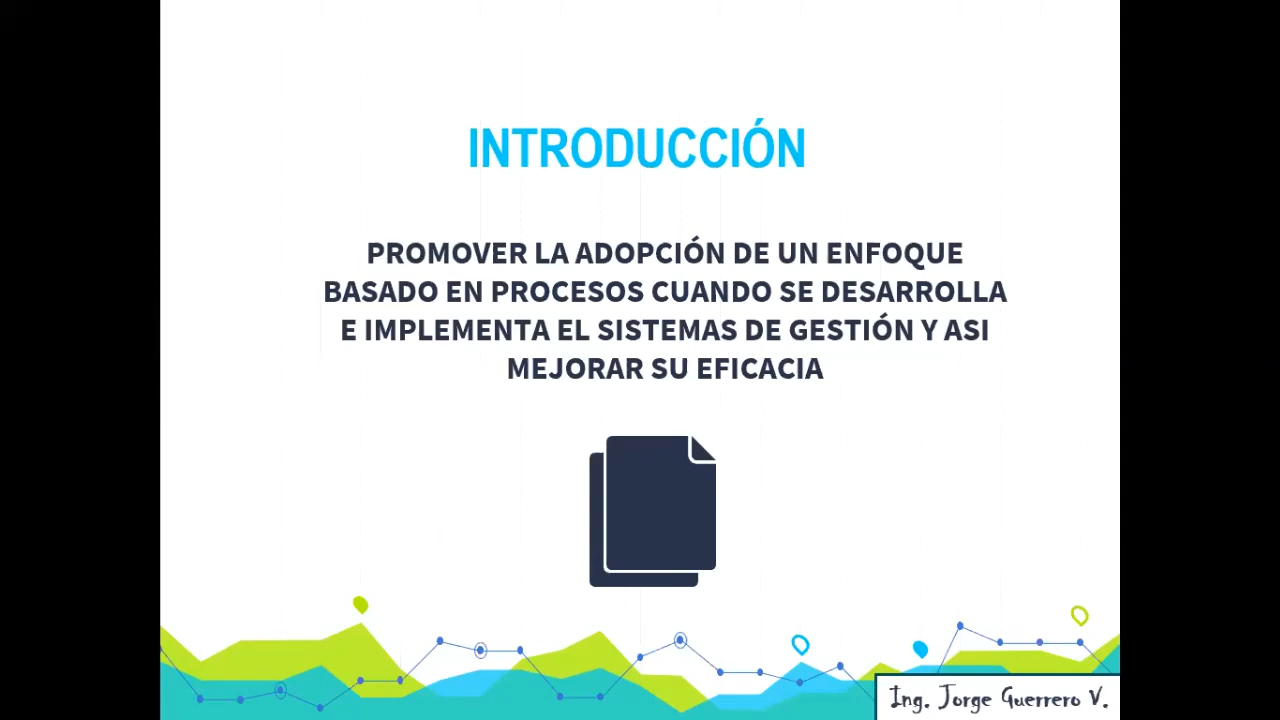 INTRODUCCIÓN
PROMOVER LA ADOPCIÓN DE UN ENFOQUE
BASADO EN PROCESOS CUANDO SE DESARROLLA
E IMPLEMENTA EL SISTEMAS DE GESTIÓN Y ASI
MEJORAR SU EFICACIA
Ing. Jorge Guerrero V.